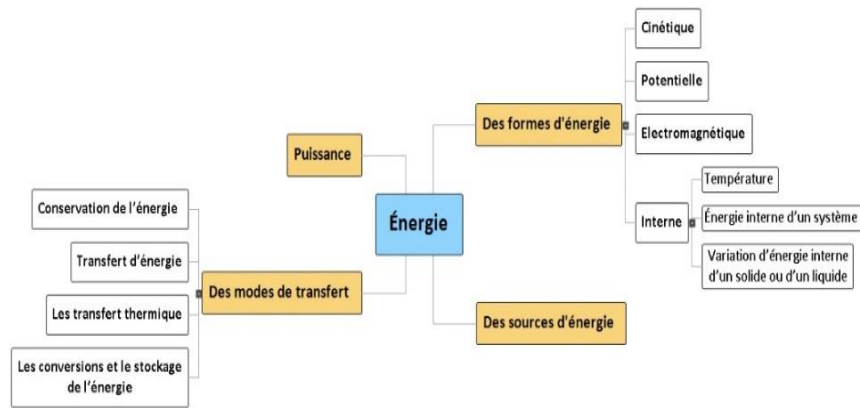 Énergie
Puissance
Des formes d'énergie
Cinétique
Potentielle
Electromagnétique
Interne
Température
Énergie interne d'un système
Variation d'énergie interne
d'un solide ou d'un liquide
Des sources d'énergie
Des modes de transfert
Conservation de l'énergie
Transfert d'énergie
Les transfert thermique
Les conversions et le stockage
de l'énergie